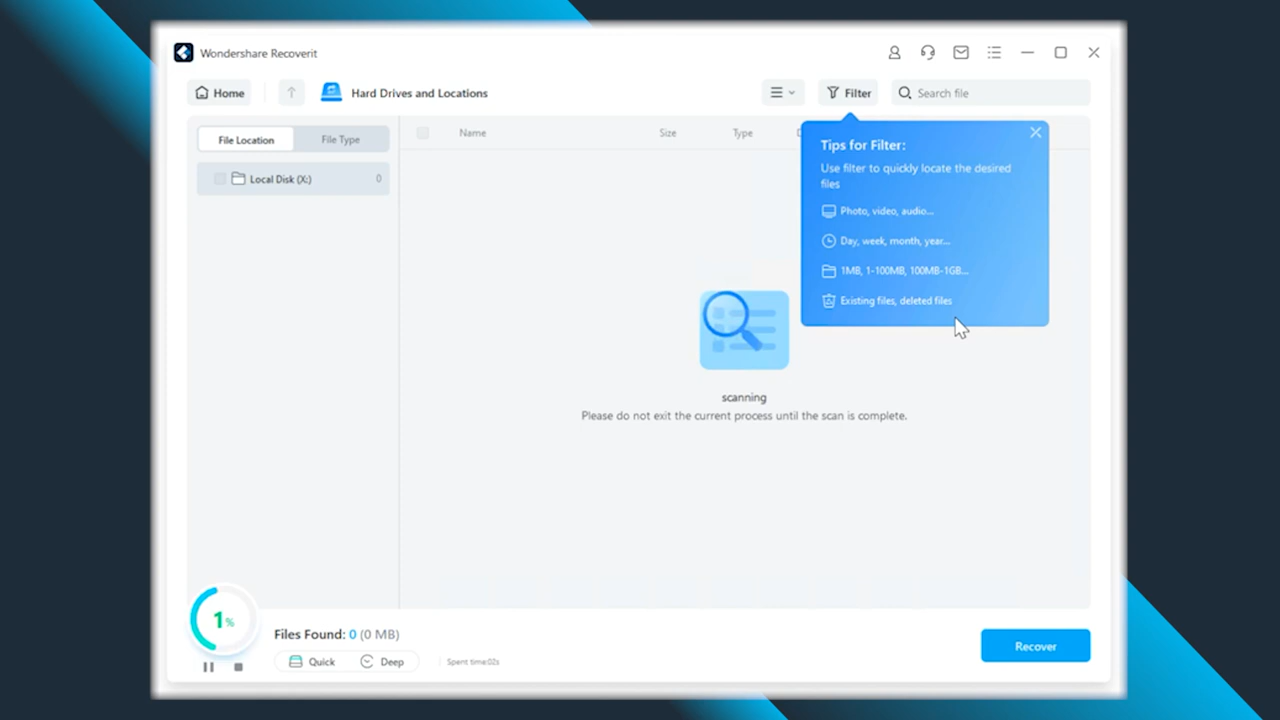 Wondershare Recoverit
Home
Hard Drives and Locations
Filter
Search file
File Location
File Type
Name
Size
Type
Local Disk (X:)
0
Tips for Filter:
Use filter to quickly locate the desired
files
Photo, video, audio...
Day, week, month, year...
1MB, 1-100MB, 100MB-1GB...
Existing files, deleted files
scanning
Please do not exit the current process until the scan is complete.
1%
Files Found: 0 (0 MB)
Quick
Deep
Spent time:02s
Recover